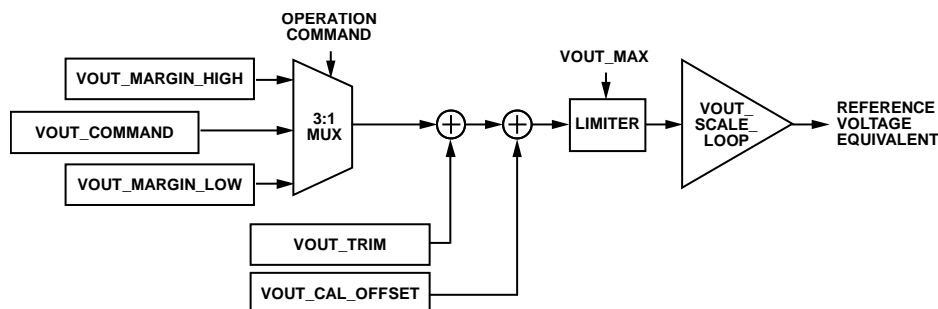 OPERATION
COMMAND
VOUT_MARGIN_HIGH
VOUT_COMMAND
VOUT_MARGIN_LOW
3:1
MUX
VOUT_TRIM
VOUT_CAL_OFFSET
VOUT_MAX
LIMITER
VOUT_
SCALE_
LOOP
REFERENCE
VOLTAGE
EQUIVALENT